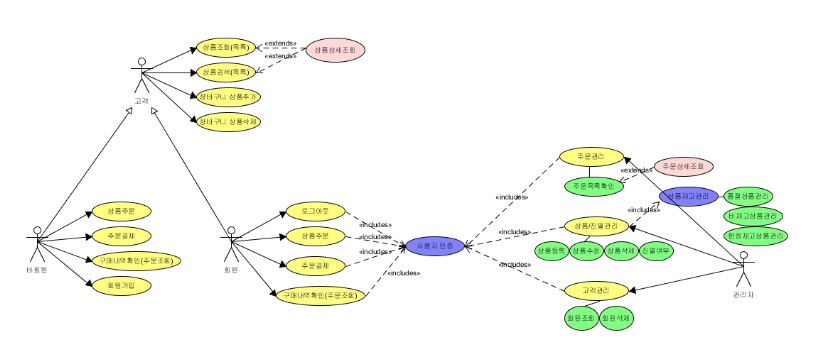 상품조회(목록)
«extends»
상품상세조회
«extends»
상품검색(목록)
장바구니 상품추가
고객
장바구니 상품삭제
주문관리
주문상세조회
«extends»
«includes»
주문목록확인
상품재고관리
품절상품관리
«includes»
비재고상품관리
한정재고상품관리
상품주문
로그아웃
«includes»
상품/진열관리
«includes»
주문결제
상품주문
«includes»
사용자 인증
상품등록
상품수정
상품삭제
진열여부
구매내역확인(주문조회)
«includes»
주문결제
«includes»
비회원
회원
회원가입
구매내역확인(주문조회)
«includes»
고객관리
관리자
회원조회
회원삭제